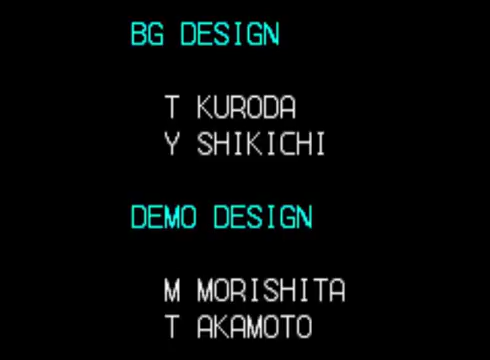 BG DESIGN
T KURODA
Y SHIKICHI
DEMO DESIGN
M MORISHITA
T AKAMOTO